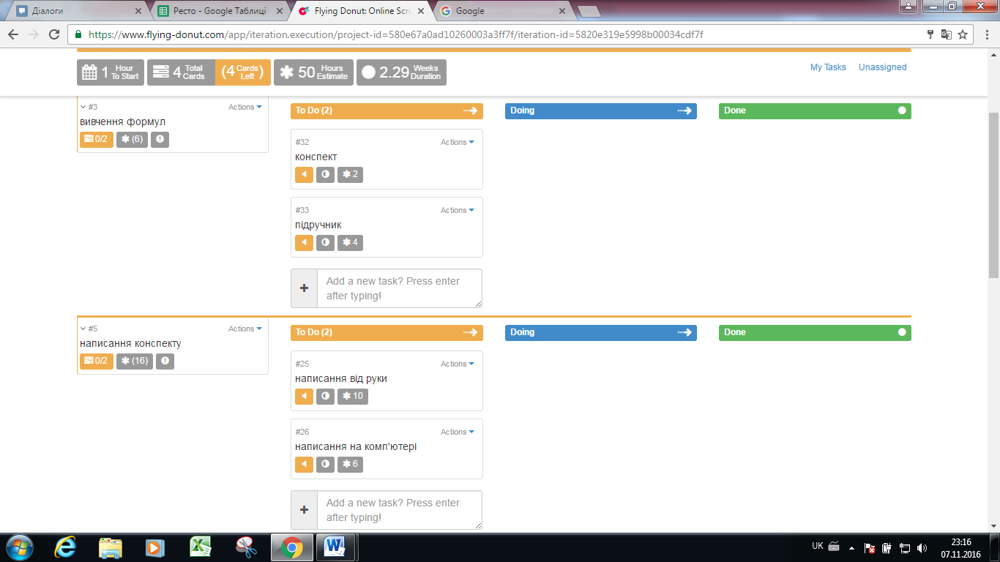 Діалоги
Ресто - Google Таблиці
Flying Donut: Online Scru
Google
https://www.flying-donut.com/app/iteration.execution/project-id=580e67a0ad10260003a3ff7f/iteration-id=5820e319e5998b00034cdf7f
1 Hour To Start
4 Total Cards
(4 Cards Left)
50 Hours Estimate
2.29 Weeks Duration
My Tasks
Unassigned
#3 Actions
вивчення формул
0/2 (6)
To Do (2)
Doing
Done
#32 Actions
конспект
2
#33 Actions
підручник
4
Add a new task? Press enter
after typing!
#5 Actions
написання конспекту
0/2 (16)
To Do (2)
Doing
Done
#25 Actions
написання від руки
10
#26 Actions
написання на комп'ютері
6
Add a new task? Press enter
after typing!
UK
23:16
07.11.2016